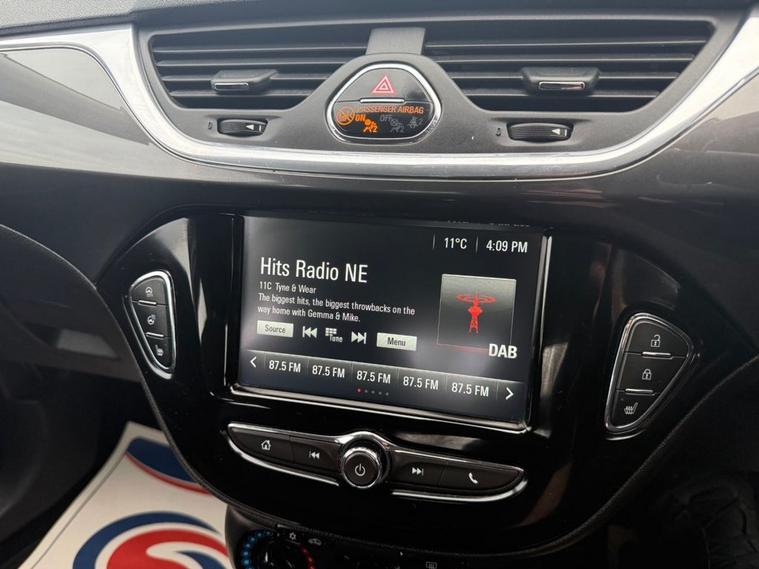 PASSENGER AIRBAG
ON OFF
11°C 4:09 PM
Hits Radio NE
11C Tyne & Wear
The biggest hits, the biggest throwbacks on the
way home with Gemma & Mike.
Source Tune Menu
DAB
87.5 FM 87.5 FM 87.5 FM 87.5 FM 87.5 FM